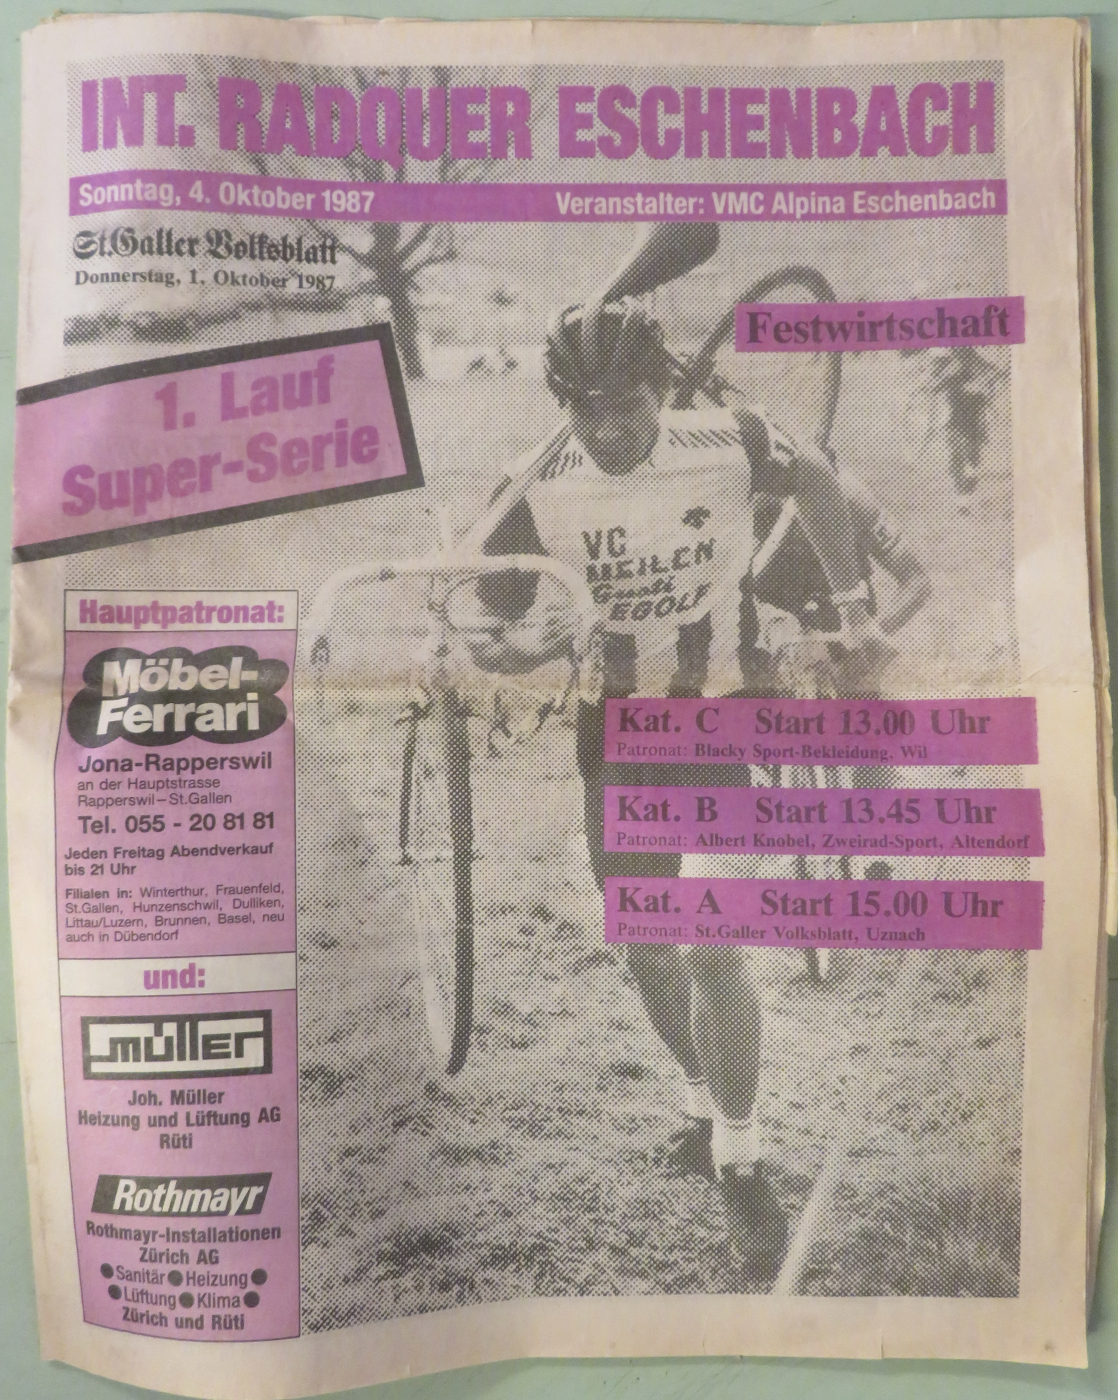 INT. RADQUER ESCHENBACH
Sonntag, 4. Oktober 1987 Veranstalter: VMC Alpina Eschenbach
St.Galler Volksblatt
Donnerstag, 1. Oktober 1987
Festwirtschaft
1. Lauf
Super-Serie
VC
MEILEN
Gusti
EGOLF
Hauptpatronat:
Möbel-
Ferrari
Jona-Rapperswil
an der Hauptstrasse
Rapperswil–St.Gallen
Tel. 055 - 20 81 81
Jeden Freitag Abendverkauf
bis 21 Uhr
Filialen in: Winterthur, Frauenfeld,
St.Gallen, Hunzenschwil, Dulliken,
Littau/Luzern, Brunnen, Basel, neu
auch in Dübendorf
und:
müller
Joh. Müller
Heizung und Lüftung AG
Rüti
Rothmayr
Rothmayr-Installationen
Zürich AG
●Sanitär●Heizung●
●Lüftung●Klima●
Zürich und Rüti
Kat. C Start 13.00 Uhr
Patronat: Blacky Sport-Bekleidung, Wil
Kat. B Start 13.45 Uhr
Patronat: Albert Knobel, Zweirad-Sport, Altendorf
Kat. A Start 15.00 Uhr
Patronat: St.Galler Volksblatt, Uznach